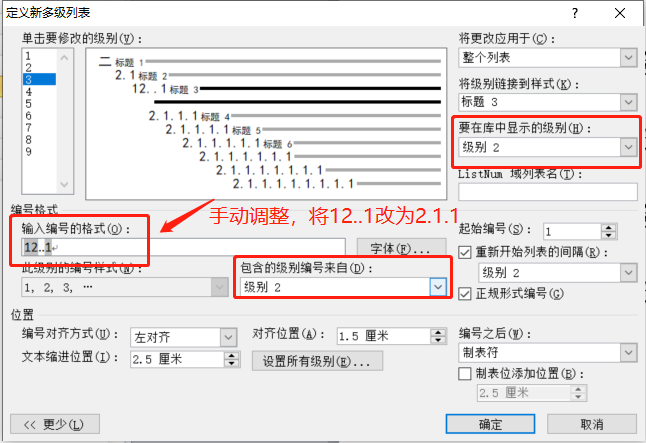 定义新多级列表
单击要修改的级别(V):
将更改应用于(C):
1
2
3
4
5
6
7
8
9
二 标题 1
2.1 标题 2
12..1 标题 3
2.1.1.1 标题 4
2.1.1.1.1 标题 5
2.1.1.1.1.1 标题 6
2.1.1.1.1.1.1
2.1.1.1.1.1.1.1
2.1.1.1.1.1.1.1.1
整个列表
将级别链接到样式(K):
标题 3
要在库中显示的级别(H):
级别 2
ListNum 域列表名(T):
手动调整，将12..1改为2.1.1
编号格式
输入编号的格式(O):
12..1
字体(F)...
起始编号(S):
1
重新开始列表的间隔(R):
此级别的编号样式(N):
包含的级别编号来自(D):
级别 2
1, 2, 3, …
级别 2
正规形式编号(G)
位置
编号对齐方式(U):
左对齐
对齐位置(A):
1.5 厘米
编号之后(W):
制表符
文本缩进位置(I):
2.5 厘米
设置所有级别(E)...
制表位添加位置(B):
2.5 厘米
<< 更少(L)
确定
取消